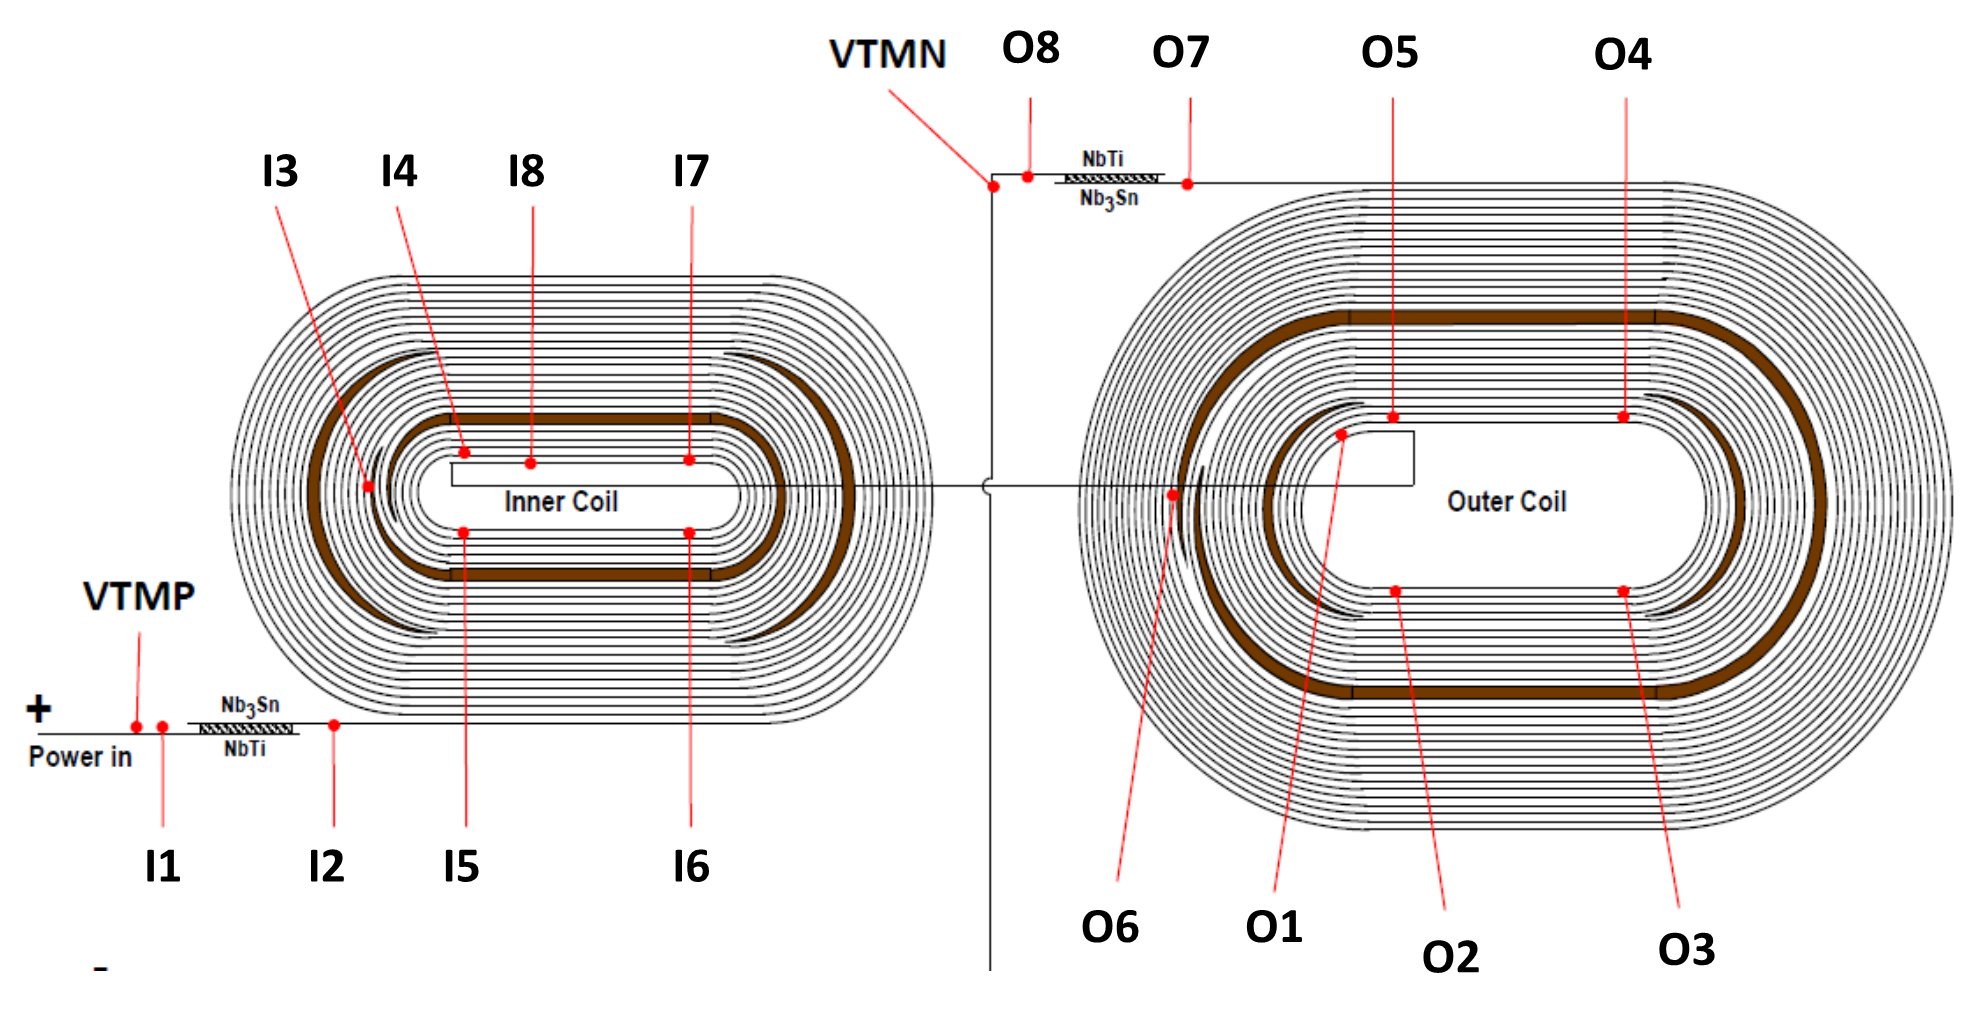 VTMN O8 O7 O5 O4
NbTi
Nb3Sn
I3 I4 I8 I7
Inner Coil
Outer Coil
VTMP
+
Nb3Sn
Power in
NbTi
I1 I2 I5 I6
O6 O1 O2 O3
-